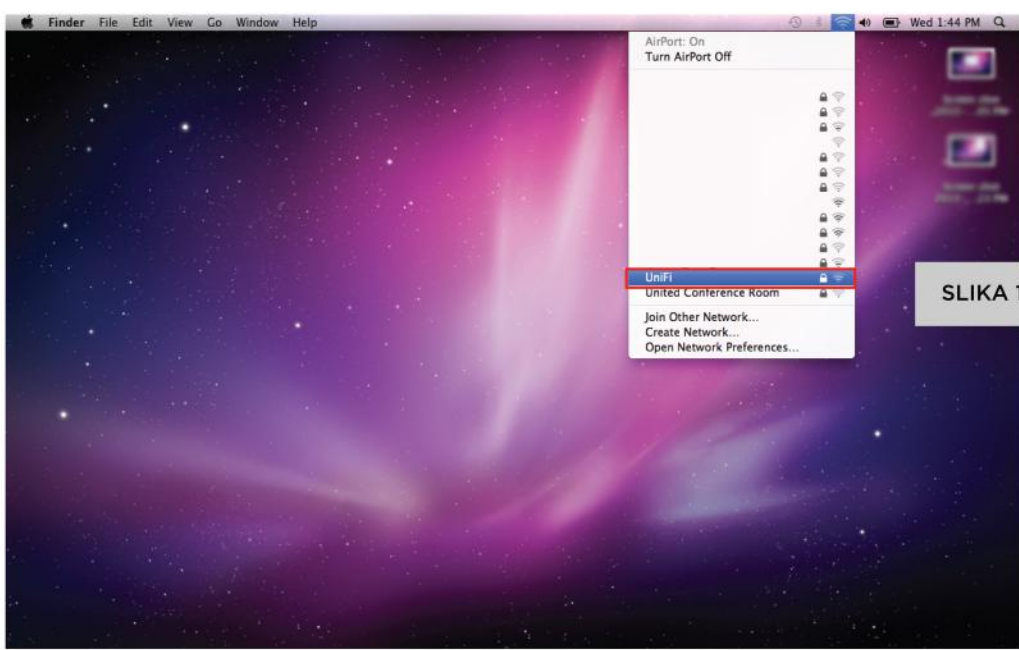 Finder File Edit View Go Window Help
Wed 1:44 PM
AirPort: On
Turn AirPort Off
UniFi
United Conference Room
Join Other Network...
Create Network...
Open Network Preferences...
SLIKA 1